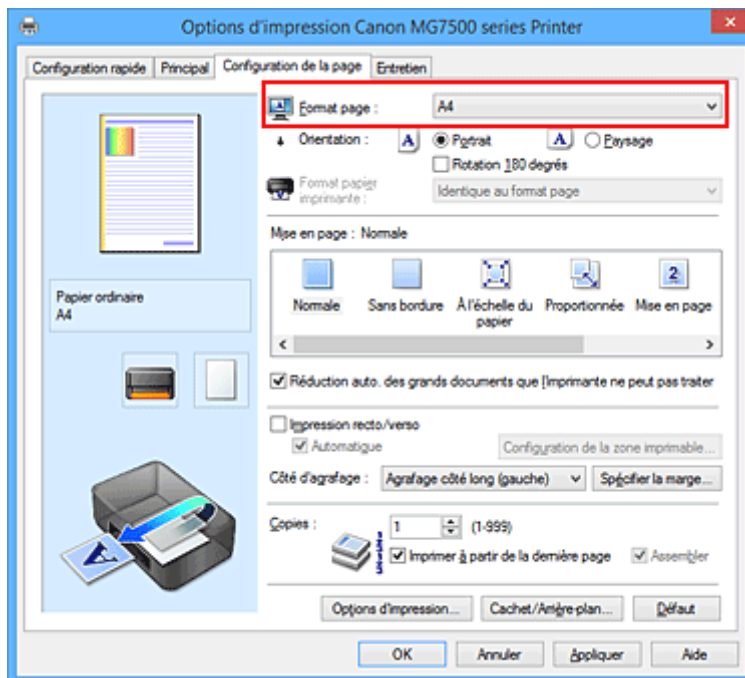 Options d'impression Canon MG7500 series Printer
Configuration rapide Principal Configuration de la page Entretien
Format page : A4
Orientation : A Portrait A Paysage
Rotation 180 degrés
Format papier imprimante : Identique au format page
Mise en page : Normale
Papier ordinaire
A4
Normale Sans bordure À l'échelle du papier Proportionnée Mise en page
Réduction auto. des grands documents que l'imprimante ne peut pas traiter
Impression recto/verso
Automatique Configuration de la zone imprimable...
Côté d'agrafage : Agrafage côté long (gauche) Spécifier la marge...
Copies : 1 (1-999)
Imprimer à partir de la dernière page Assembler
Options d'impression... Cachet/Arrière-plan... Défaut
OK Annuler Appliquer Aide